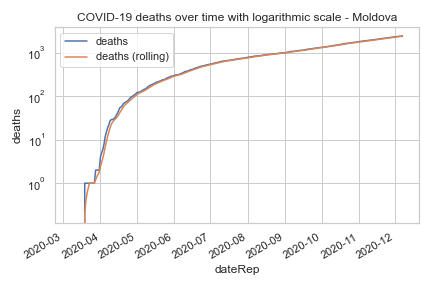 COVID-19 deaths over time with logarithmic scale - Moldova
deaths
deaths (rolling)
10³
10²
10¹
10⁰
deaths
2020-03
2020-04
2020-05
2020-06
2020-07
2020-08
2020-09
2020-10
2020-11
2020-12
dateRep